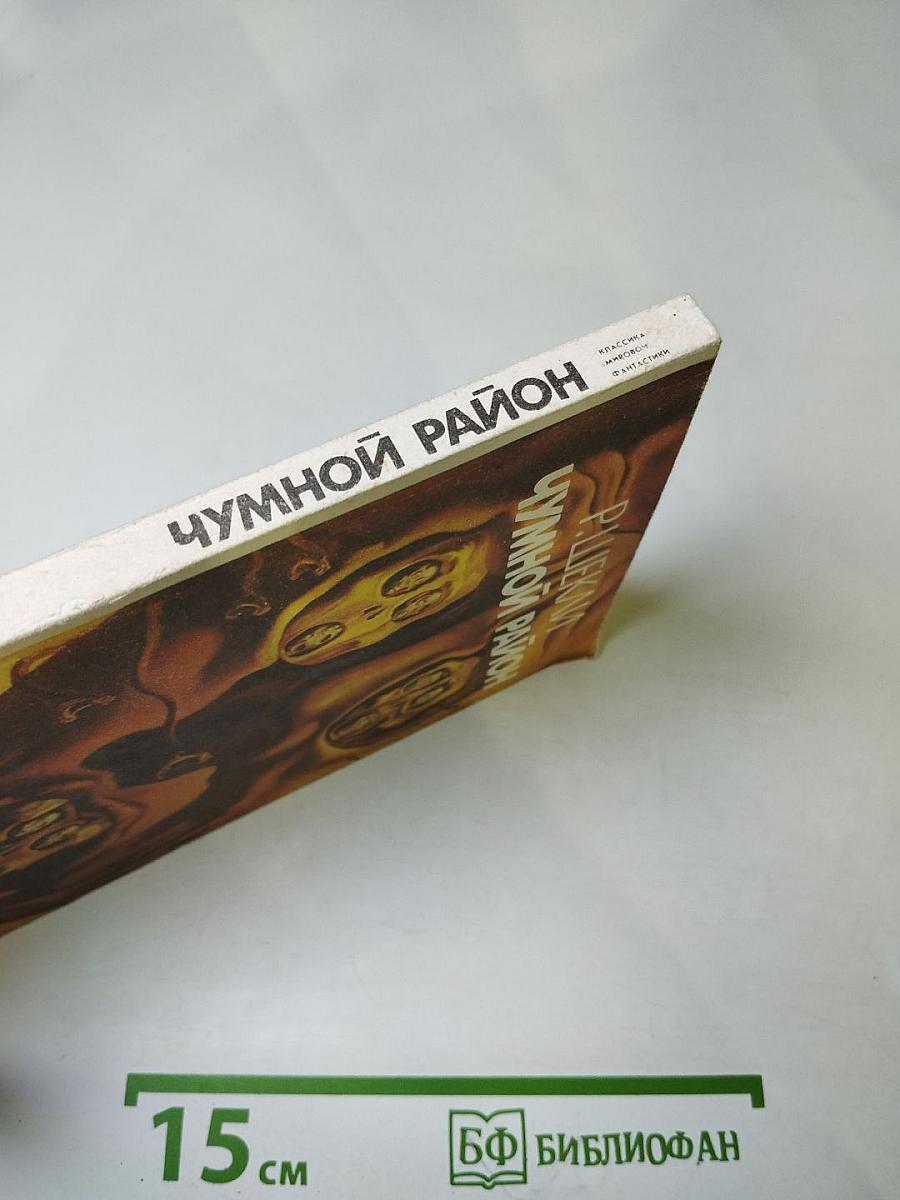 КЛАССИКА
МИРОВОЙ
ФАНТАСТИКИ
ЧУМНОЙ РАЙОН
Р. ШЕКЛИ
ЧУМНОЙ РАЙОН
15 см
БФ БИБЛИОФАН